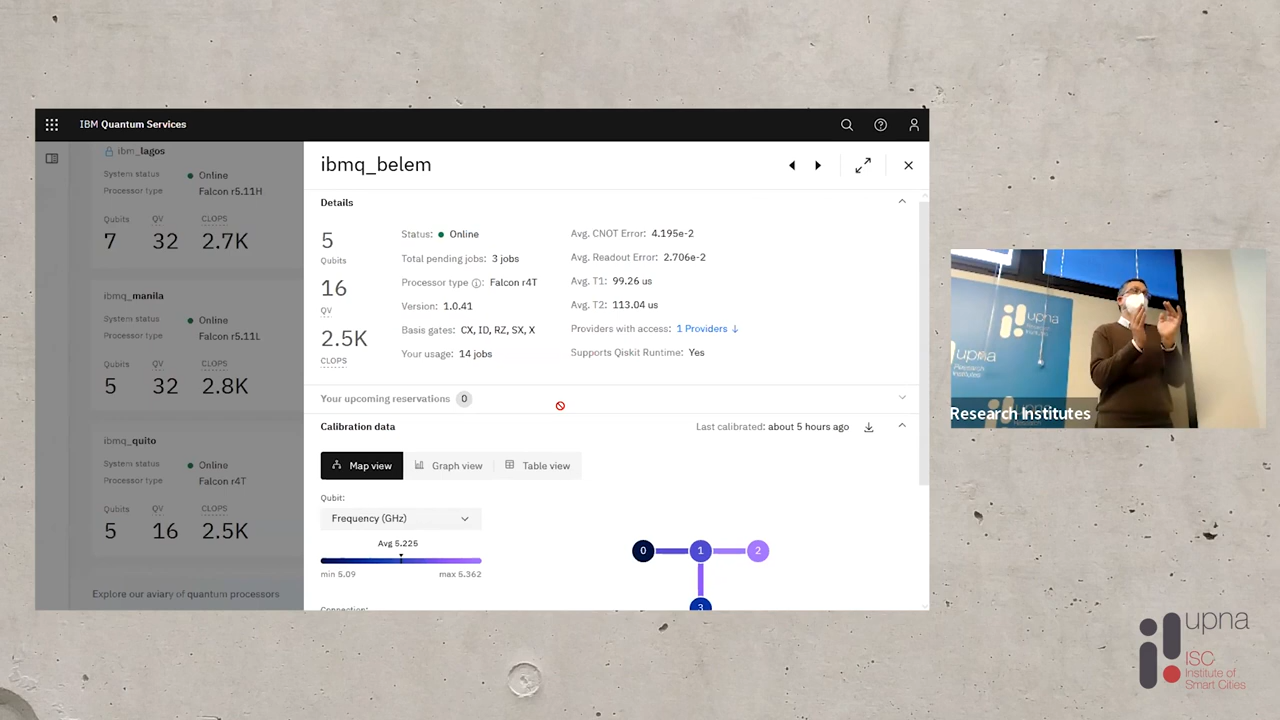 IBM Quantum Services
ibm_lagos
System status
Online
Processor type
Falcon r5.11H
Qubits
QV
CLOPS
7
32
2.7K
ibmq_manila
System status
Online
Processor type
Falcon r5.11L
Qubits
QV
CLOPS
5
32
2.8K
ibmq_quito
System status
Online
Processor type
Falcon r4T
Qubits
QV
CLOPS
5
16
2.5K
Explore our aviary of quantum processors
ibmq_belem
Details
5
Qubits
16
QV
2.5K
CLOPS
Status: Online
Total pending jobs: 3 jobs
Processor type: Falcon r4T
Version: 1.0.41
Basis gates: CX, ID, RZ, SX, X
Your usage: 14 jobs
Avg. CNOT Error: 4.195e-2
Avg. Readout Error: 2.706e-2
Avg. T1: 99.26 us
Avg. T2: 113.04 us
Providers with access: 1 Providers ↓
Supports Qiskit Runtime: Yes
Your upcoming reservations 0
Calibration data
Last calibrated: about 5 hours ago
Map view
Graph view
Table view
Qubit:
Frequency (GHz)
Avg 5.225
min 5.09
max 5.362
0
1
2
3
upna
Research
Institutes
upna
Research
Institutes
Research Institutes
upna
ISC
Institute of
Smart Cities